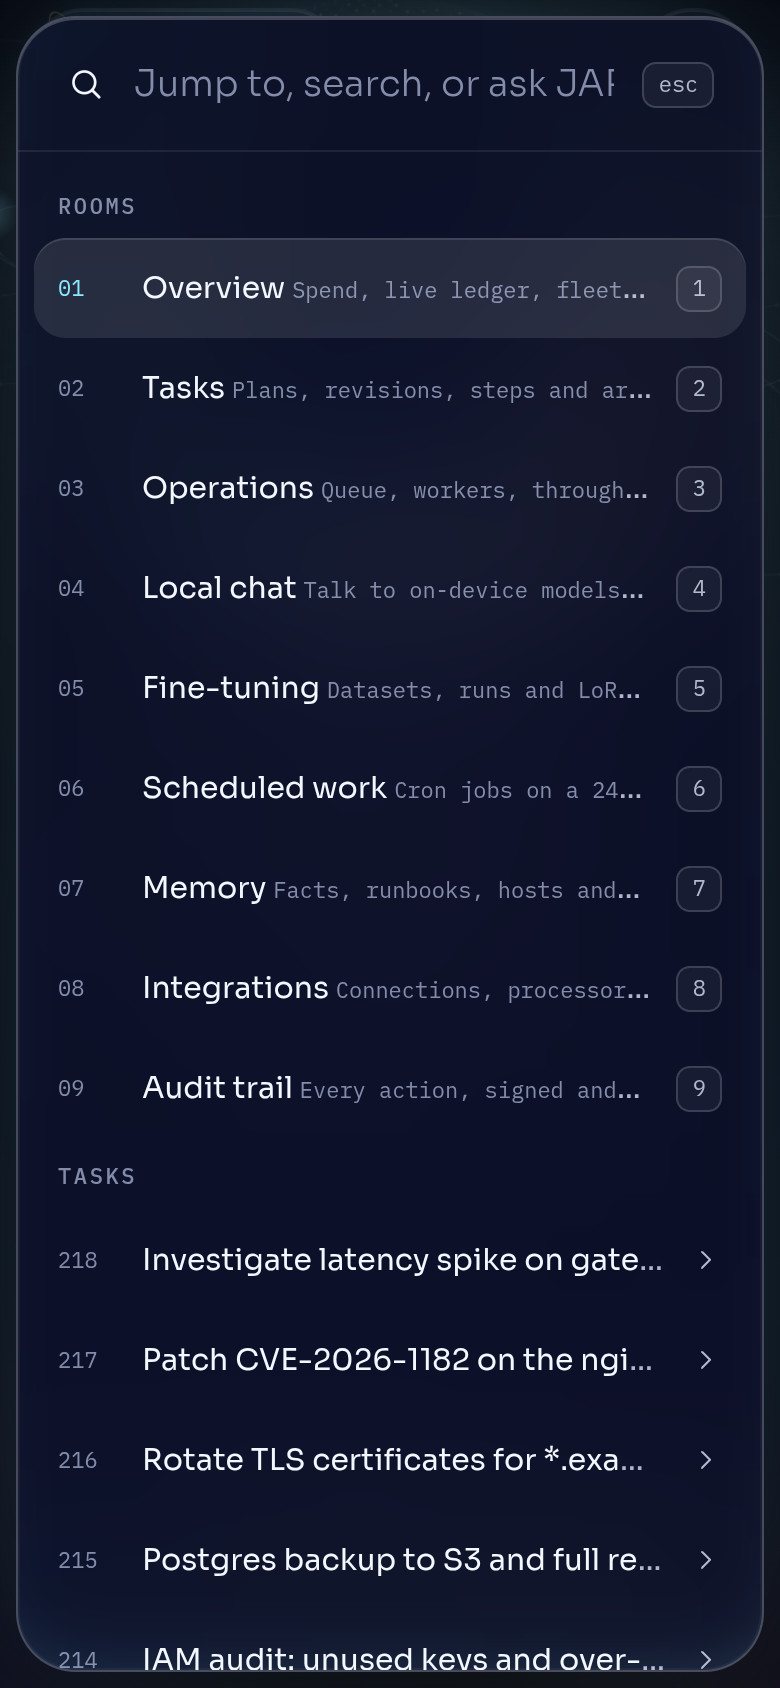 Jump to, search, or ask JAR
esc
ROOMS
01 Overview Spend, live ledger, fleet... 1
02 Tasks Plans, revisions, steps and ar... 2
03 Operations Queue, workers, through... 3
04 Local chat Talk to on-device models... 4
05 Fine-tuning Datasets, runs and LoR... 5
06 Scheduled work Cron jobs on a 24... 6
07 Memory Facts, runbooks, hosts and... 7
08 Integrations Connections, processor... 8
09 Audit trail Every action, signed and... 9
TASKS
218 Investigate latency spike on gate...
217 Patch CVE-2026-1182 on the ngi...
216 Rotate TLS certificates for *.exa...
215 Postgres backup to S3 and full re...
214 IAM audit: unused keys and over-...